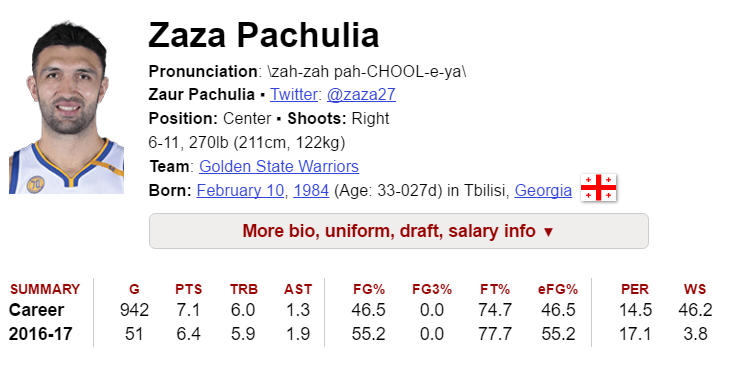 Zaza Pachulia
Pronunciation: \zah-zah pah-CHOOL-e-ya\
Zaur Pachulia ▪ Twitter: @zaza27
Position: Center ▪ Shoots: Right
6-11, 270lb (211cm, 122kg)
Team: Golden State Warriors
Born: February 10, 1984 (Age: 33-027d) in Tbilisi, Georgia
More bio, uniform, draft, salary info ▼
SUMMARY G PTS TRB AST FG% FG3% FT% eFG% PER WS
Career 942 7.1 6.0 1.3 46.5 0.0 74.7 46.5 14.5 46.2
2016-17 51 6.4 5.9 1.9 55.2 0.0 77.7 55.2 17.1 3.8